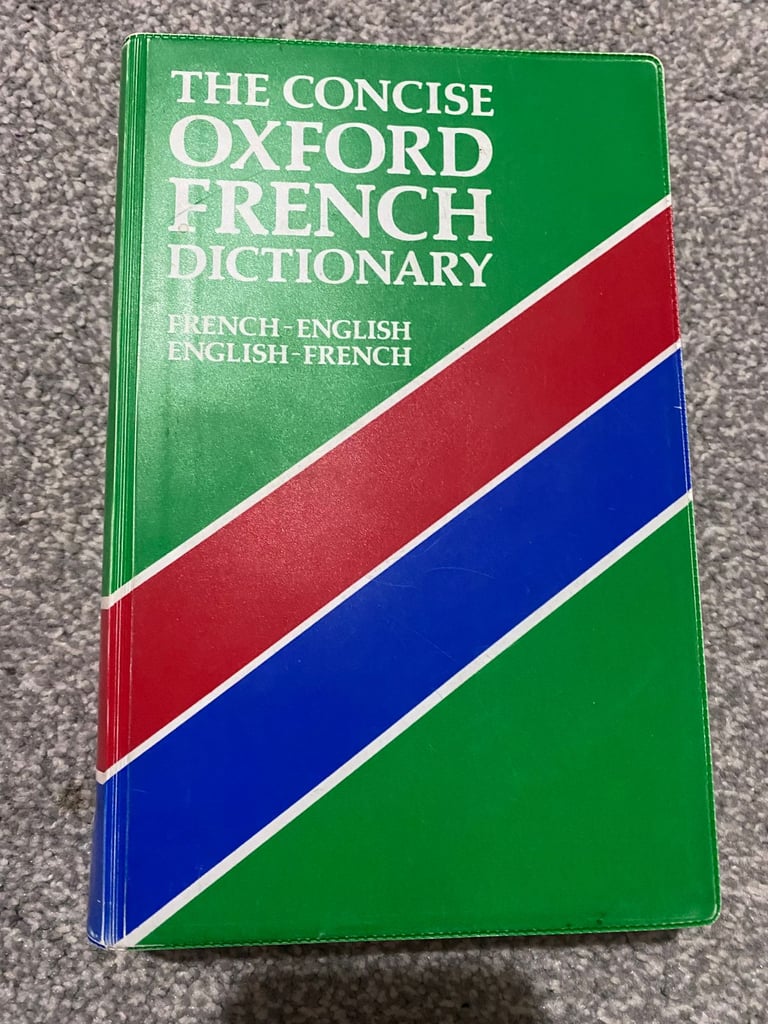 THE CONCISE
OXFORD
FRENCH
DICTIONARY
FRENCH-ENGLISH
ENGLISH-FRENCH